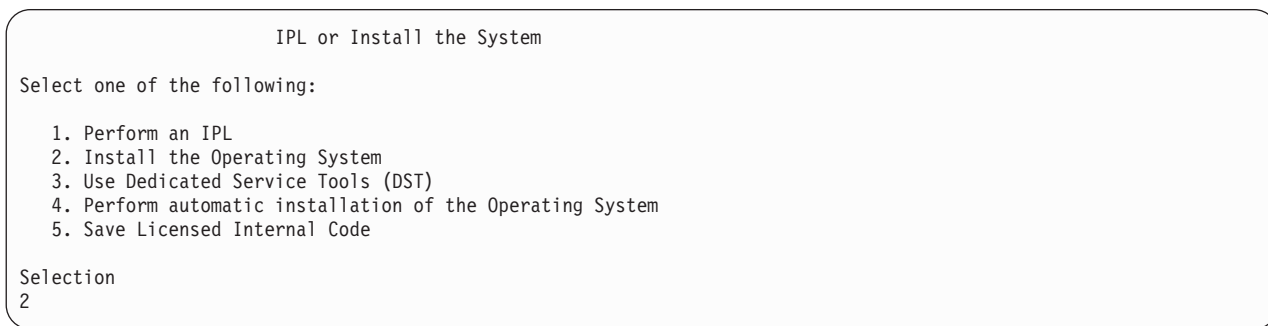 IPL or Install the System
Select one of the following:
1. Perform an IPL
2. Install the Operating System
3. Use Dedicated Service Tools (DST)
4. Perform automatic installation of the Operating System
5. Save Licensed Internal Code
Selection
2